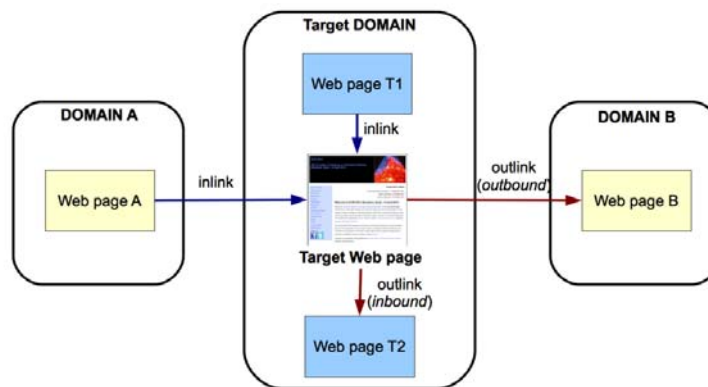 Target DOMAIN
Web page T1
DOMAIN A
DOMAIN B
inlink
inlink
outlink
(outbound)
Web page A
Web page B
Target Web page
outlink
(inbound)
Web page T2